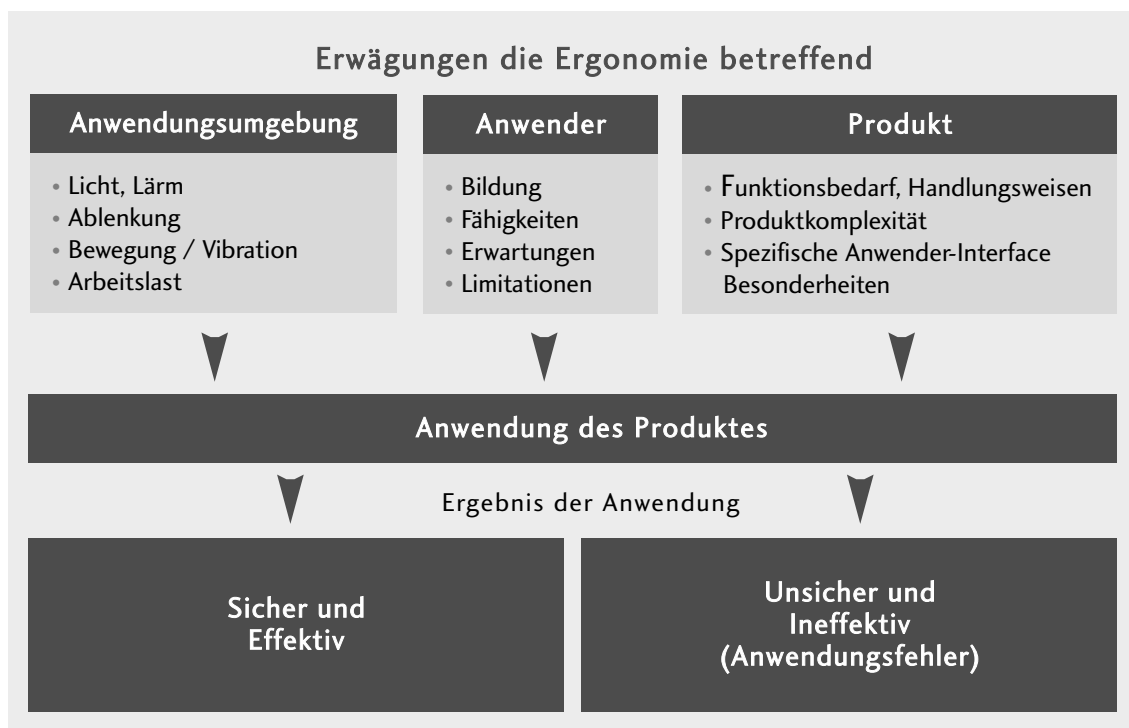 Erwägungen die Ergonomie betreffend
Anwendungsumgebung
• Licht, Lärm
• Ablenkung
• Bewegung / Vibration
• Arbeitslast
Anwender
• Bildung
• Fähigkeiten
• Erwartungen
• Limitationen
Produkt
• Funktionsbedarf, Handlungsweisen
• Produktkomplexität
• Spezifische Anwender-Interface
Besonderheiten
Anwendung des Produktes
Ergebnis der Anwendung
Sicher und
Effektiv
Unsicher und
Ineffektiv
(Anwendungsfehler)